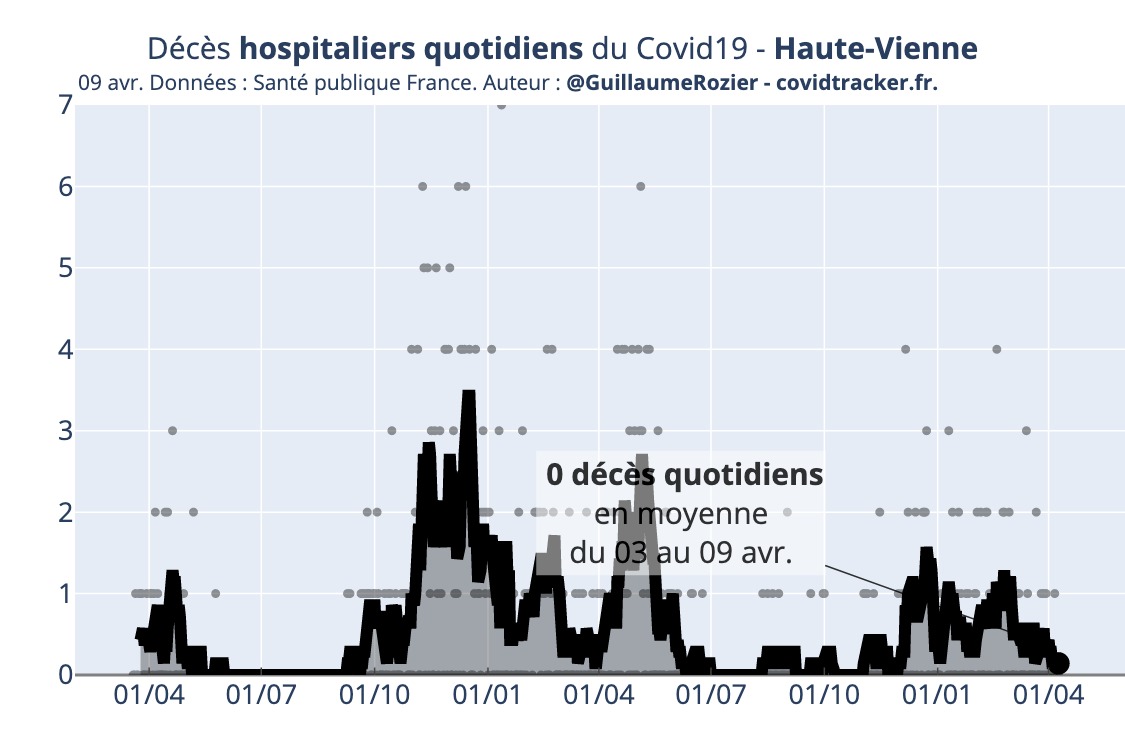 Décès hospitaliers quotidiens du Covid19 - Haute-Vienne
09 avr. Données : Santé publique France. Auteur : @GuillaumeRozier - covidtracker.fr.
7
6
5
4
3
2
1
0
0 décès quotidiens
en moyenne
du 03 au 09 avr.
01/04 01/07 01/10 01/01 01/04 01/07 01/10 01/01 01/04